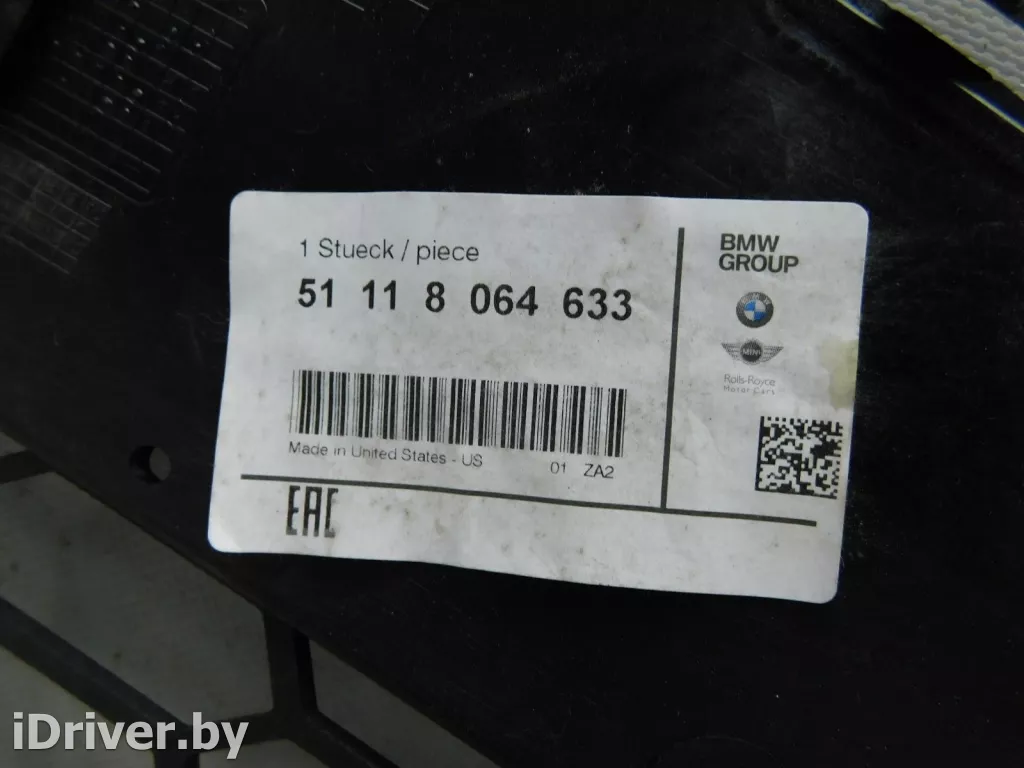 1 Stueck / piece
51 11 8 064 633
Made in United States - US 01 ZA2
EAC
BMW
GROUP
MINI
Rolls-Royce
Motor Cars
iDriver.by